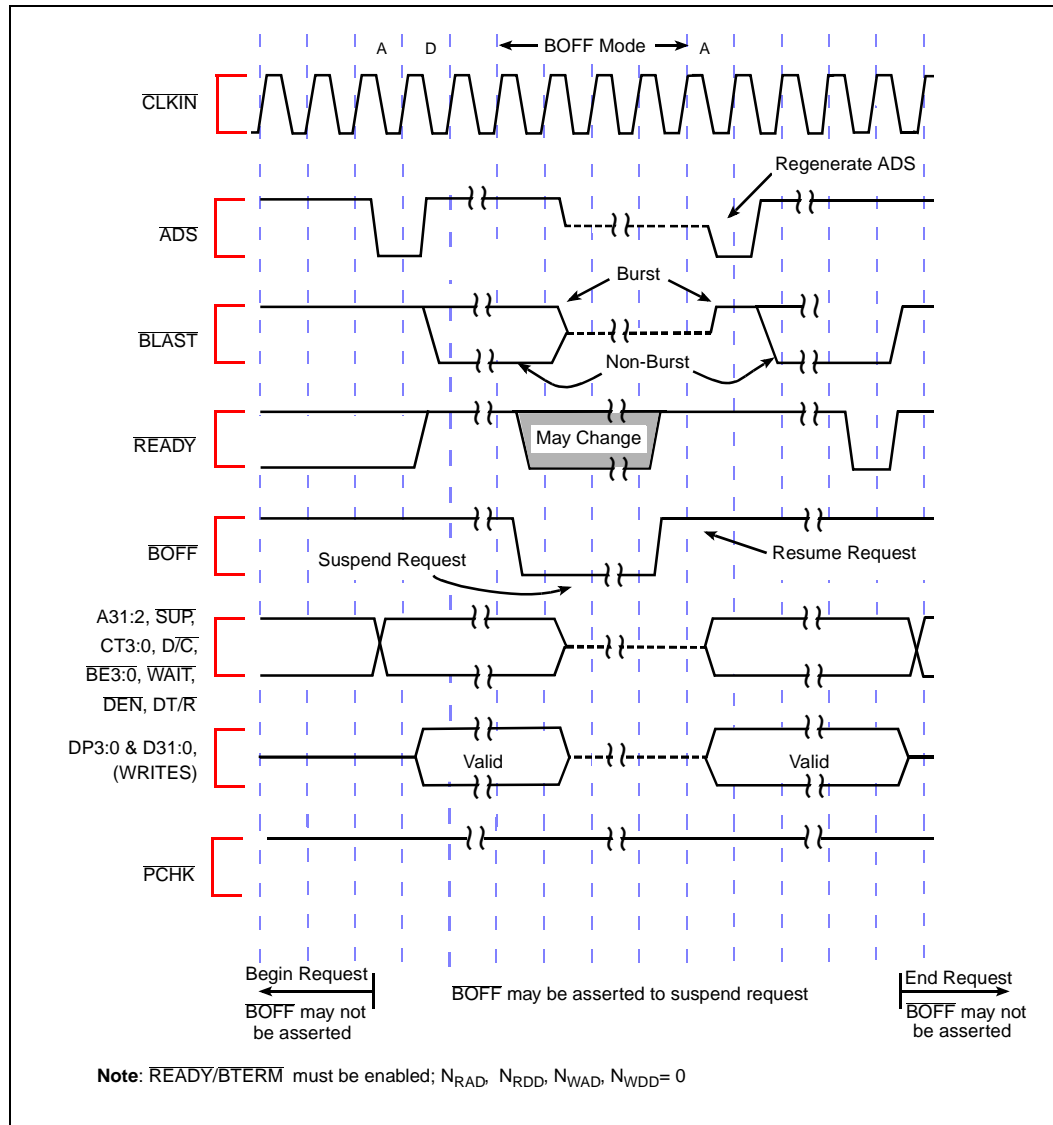 A D BOFF Mode A
CLKIN
Regenerate ADS
ADS
Burst
BLAST
Non-Burst
READY
May Change
BOFF
Suspend Request
Resume Request
A31:2, SUP,
CT3:0, D/C,
BE3:0, WAIT,
DEN, DT/R
DP3:0 & D31:0,
(WRITES)
Valid
Valid
PCHK
Begin Request
BOFF may not
be asserted
BOFF may be asserted to suspend request
End Request
BOFF may not
be asserted
Note: READY/BTERM must be enabled; NRAD, NRDD, NWAD, NWDD= 0